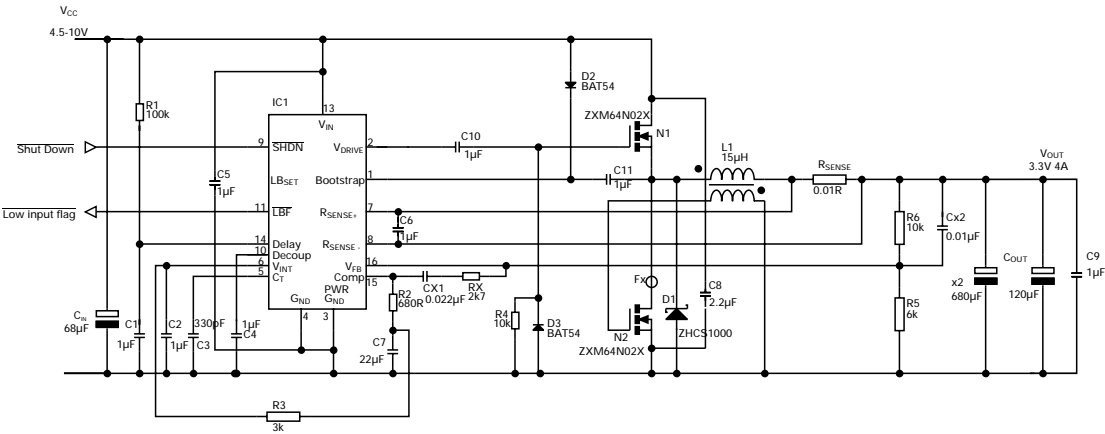 VCC
4.5-10V
D2
BAT54
ZXM64N02X
N1
IC1
R1
100k
13
VIN
Shut Down
9
SHDN
VDRIVE
2
C10
1µF
L1
15µH
RSENSE
0.01R
VOUT
3.3V 4A
C5
1µF
LBSET
Bootstrap
1
C11
1µF
Low input flag
11
LBF
RSENSE+
7
C6
1µF
R6
10k
Cx2
0.01µF
14
Delay
RSENSE -
8
10
Decoup
6
VINT
VFB
16
5
CT
Comp
15
CX1
0.022µF
RX
2k7
Fx
C8
2.2µF
COUT
x2
680µF
120µF
C9
1µF
GND
PWR
GND
4
3
R2
680R
D1
ZHCS1000
R5
6k
CIN
68µF
C1
1µF
C2
1µF
330pF
C3
1µF
C4
C7
22µF
R4
10k
D3
BAT54
N2
ZXM64N02X
R3
3k